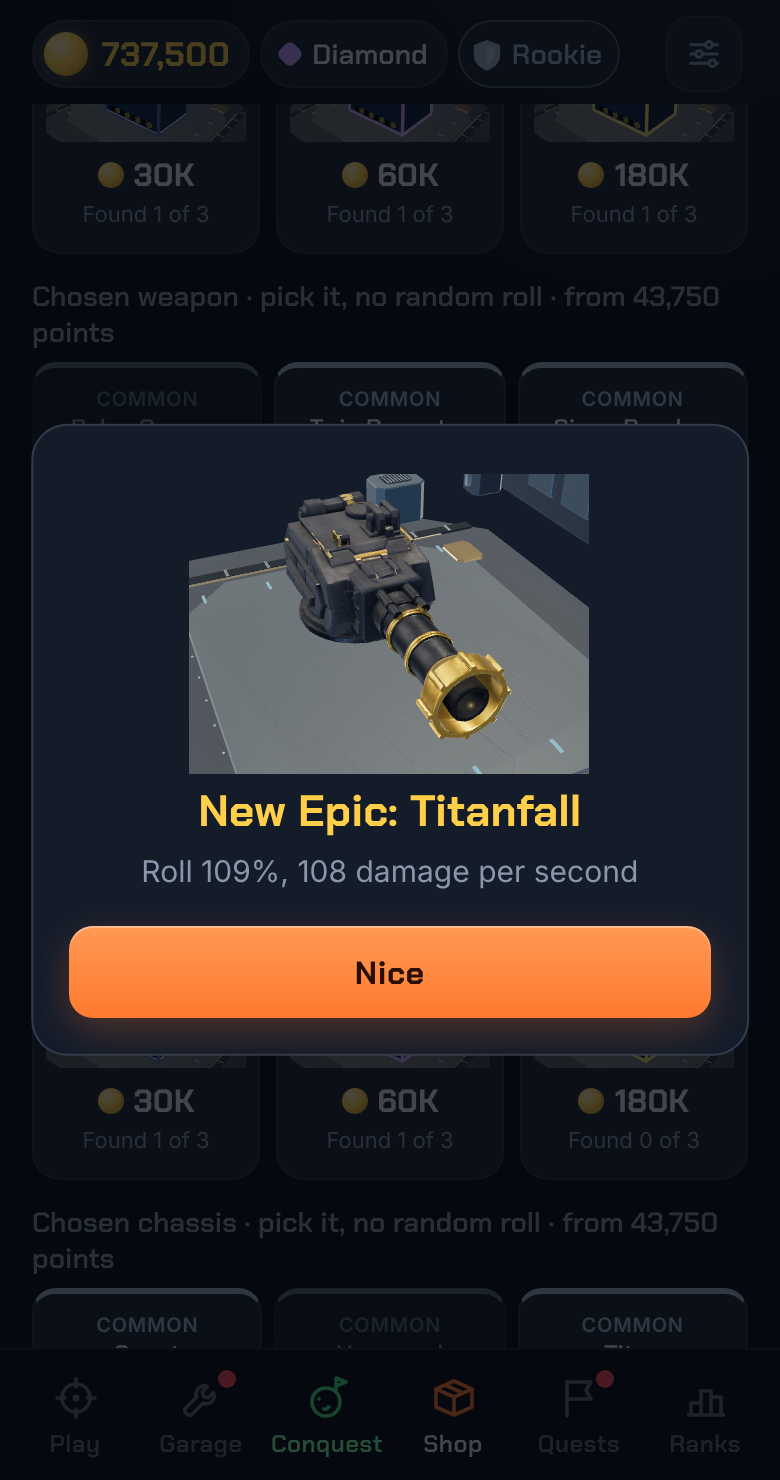 737,500
Diamond
Rookie
30K
60K
180K
Found 1 of 3
Found 1 of 3
Found 1 of 3
Chosen weapon · pick it, no random roll · from 43,750
points
COMMON
COMMON
COMMON
New Epic: Titanfall
Roll 109%, 108 damage per second
Nice
30K
60K
180K
Found 1 of 3
Found 1 of 3
Found 0 of 3
Chosen chassis · pick it, no random roll · from 43,750
points
COMMON
COMMON
COMMON
Play
Garage
Conquest
Shop
Quests
Ranks